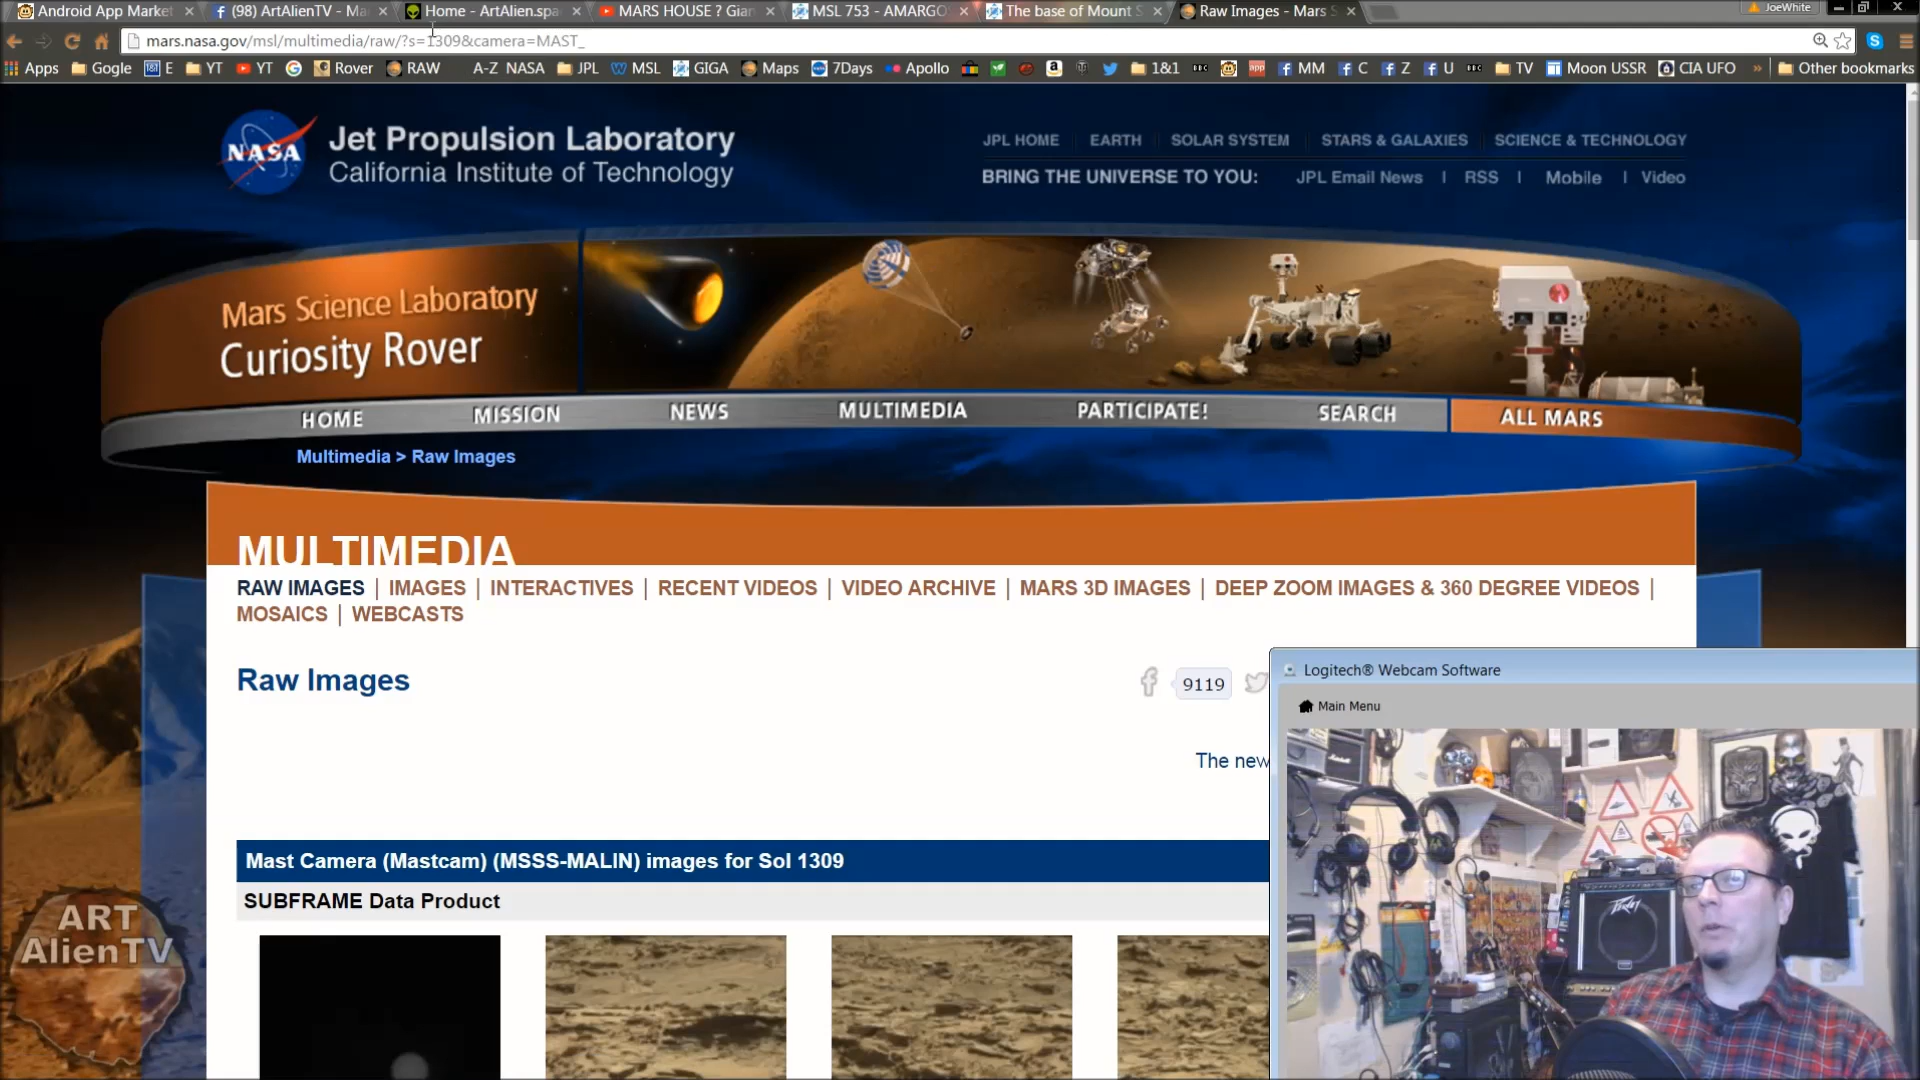 Android App Market
(98) ArtAlienTV - Ma
Home - ArtAlien.spa
MARS HOUSE ? Gian
MSL 753 - AMARGO
The base of Mount S
Raw Images - Mars S
JoeWhite
mars.nasa.gov/msl/multimedia/raw/?s=1309&camera=MAST_
Apps Gogle E YT YT Rover RAW A-Z NASA JPL MSL GIGA Maps 7Days Apollo 1&1 MM C Z U TV Moon USSR CIA UFO » Other bookmarks
NASA
Jet Propulsion Laboratory
California Institute of Technology
JPL HOME EARTH SOLAR SYSTEM STARS & GALAXIES SCIENCE & TECHNOLOGY
BRING THE UNIVERSE TO YOU: JPL Email News | RSS | Mobile | Video
Mars Science Laboratory
Curiosity Rover
HOME MISSION NEWS MULTIMEDIA PARTICIPATE! SEARCH ALL MARS
Multimedia > Raw Images
MULTIMEDIA
RAW IMAGES | IMAGES | INTERACTIVES | RECENT VIDEOS | VIDEO ARCHIVE | MARS 3D IMAGES | DEEP ZOOM IMAGES & 360 DEGREE VIDEOS |
MOSAICS | WEBCASTS
Raw Images
9119
The new
Mast Camera (Mastcam) (MSSS-MALIN) images for Sol 1309
SUBFRAME Data Product
Logitech® Webcam Software
Main Menu
Peavey
ART
AlienTV